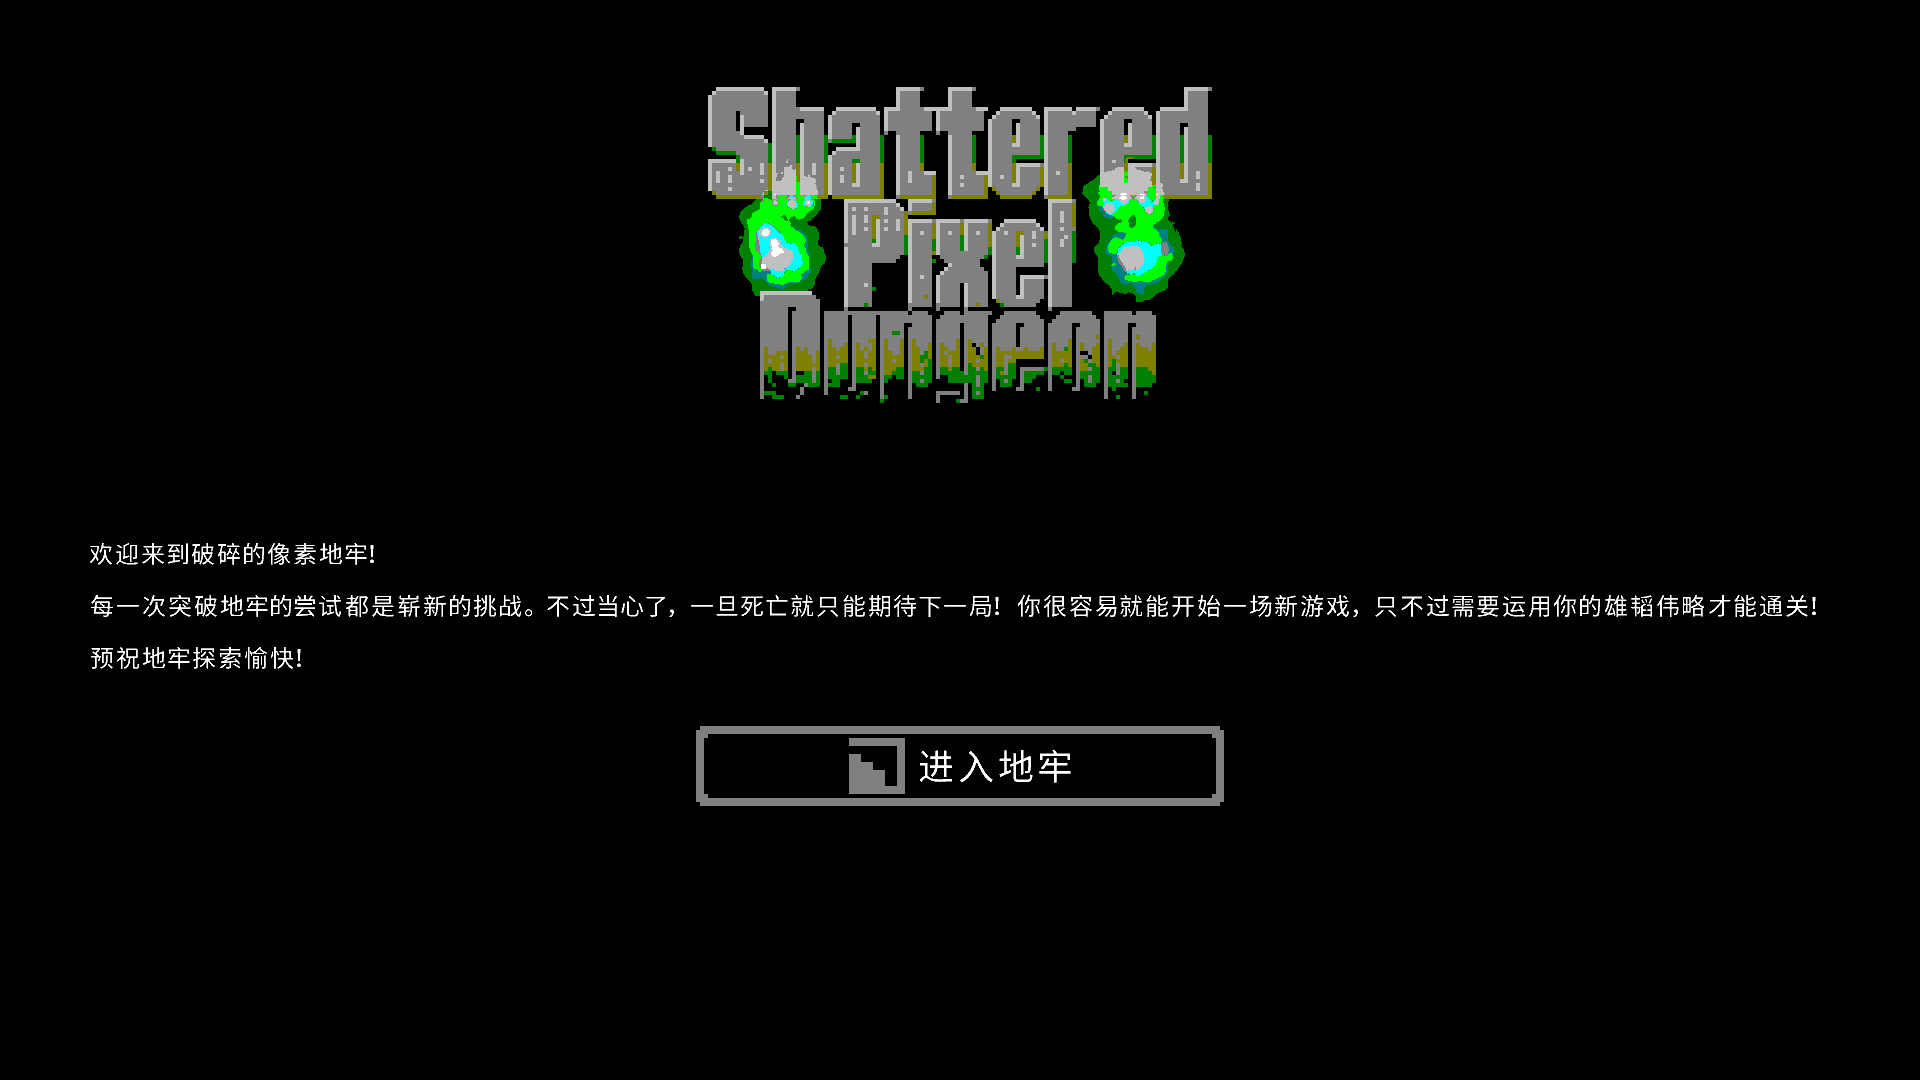 Shattered
Pixel
Dungeon
欢迎来到破碎的像素地牢!
每一次突破地牢的尝试都是崭新的挑战。不过当心了，一旦死亡就只能期待下一局! 你很容易就能开始一场新游戏，只不过需要运用你的雄韬伟略才能通关!
预祝地牢探索愉快!
进入地牢